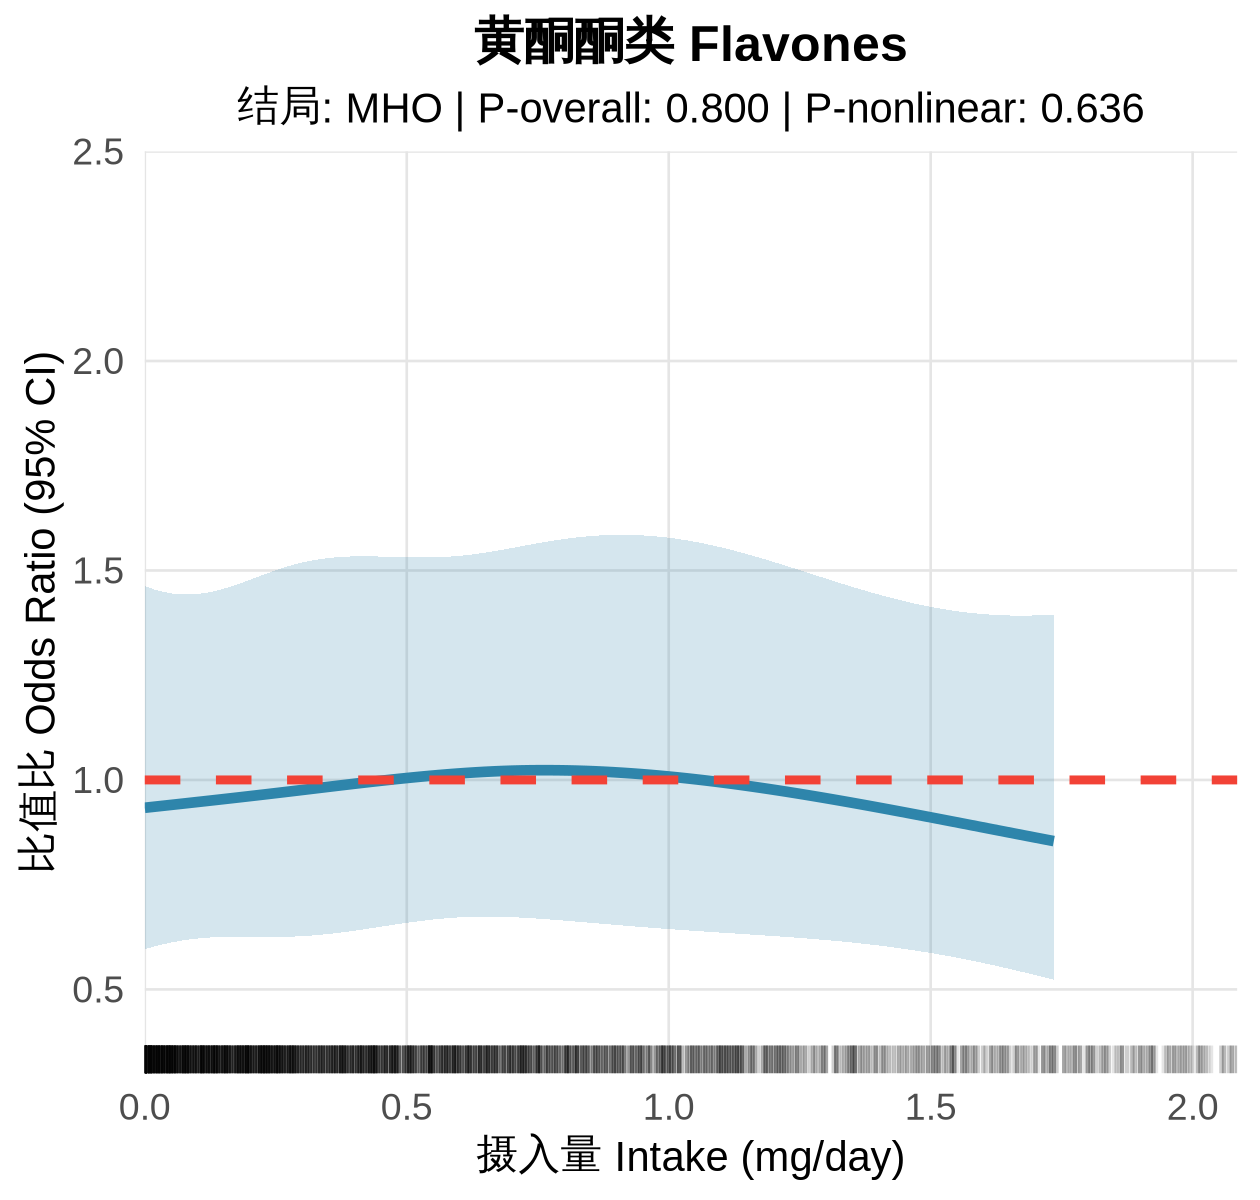 黄酮酮类 Flavones
结局: MHO | P-overall: 0.800 | P-nonlinear: 0.636
比值比 Odds Ratio (95% CI)
2.5
2.0
1.5
1.0
0.5
0.0 0.5 1.0 1.5 2.0
摄入量 Intake (mg/day)